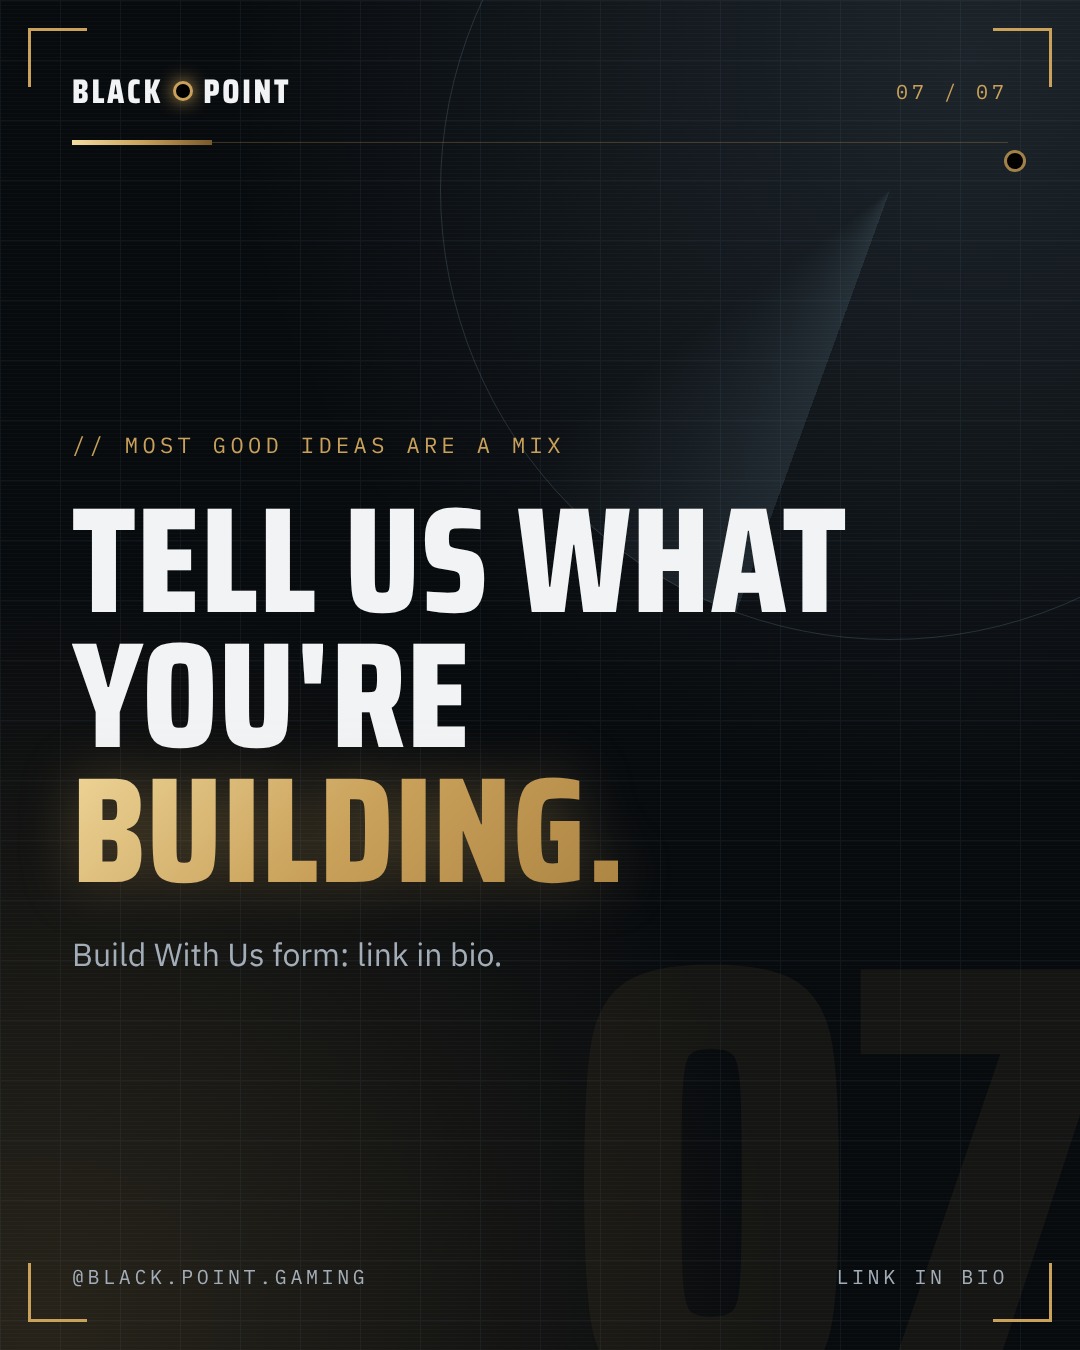 BLACK POINT
07 / 07
// MOST GOOD IDEAS ARE A MIX
TELL US WHAT
YOU'RE
BUILDING.
Build With Us form: link in bio.
07
@BLACK.POINT.GAMING
LINK IN BIO